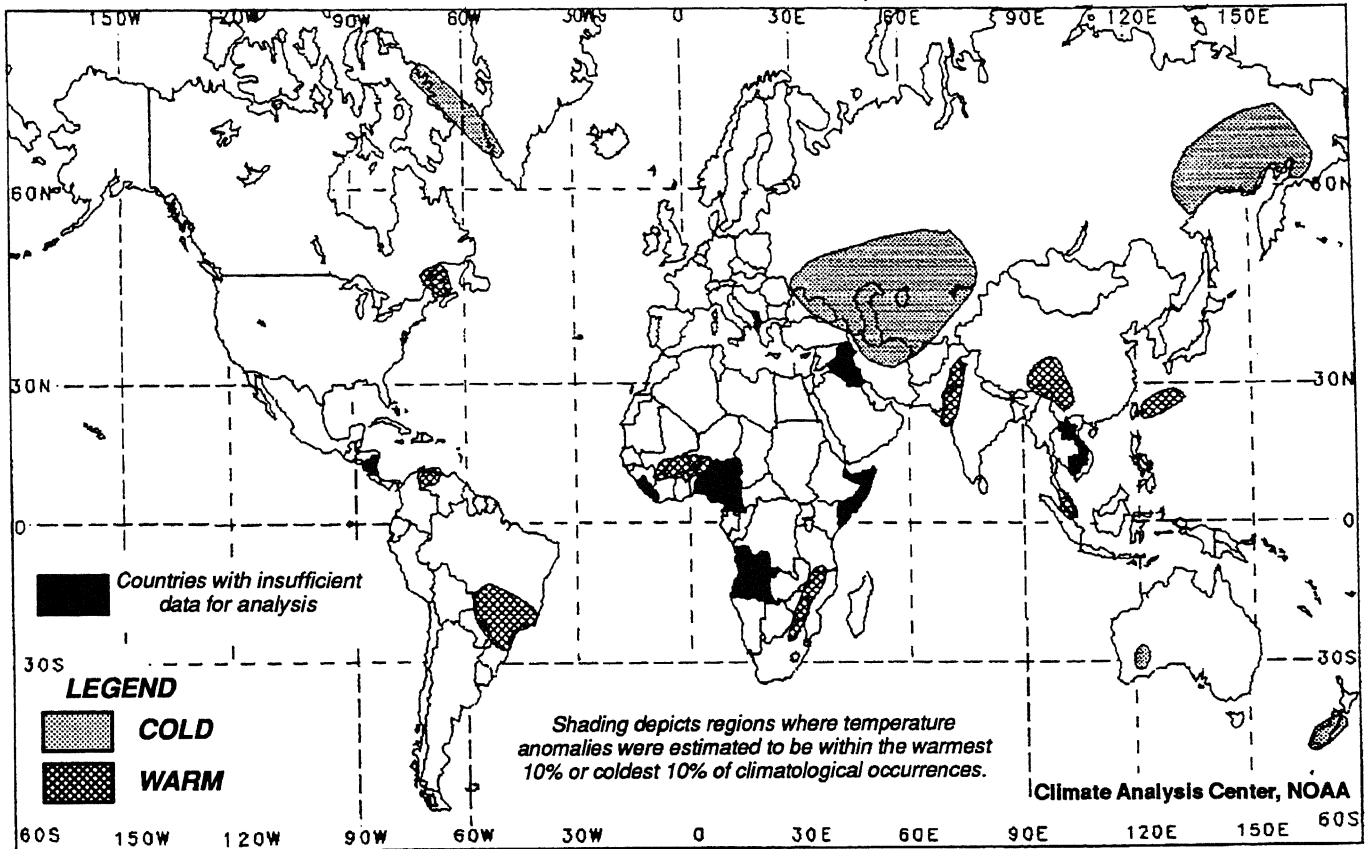 150W 120W 90W 60W 30W 0 30E 60E 90E 120E 150E
60N 60N
30N 30N
0 0
Countries with insufficient
data for analysis
30S 30S
LEGEND
COLD
WARM
Shading depicts regions where temperature
anomalies were estimated to be within the warmest
10% or coldest 10% of climatological occurrences.
Climate Analysis Center, NOAA
60S 150W 120W 90W 60W 30W 0 30E 60E 90E 120E 150E 60S